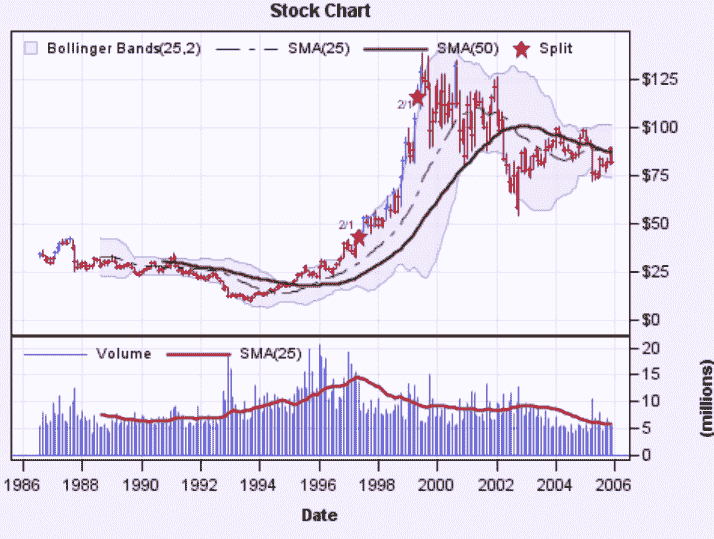 Stock Chart
Bollinger Bands(25,2) SMA(25) SMA(50) Split
$125
2/1
$100
$75
2/1
$50
$25
$0
Volume SMA(25)
20
15
10
5
0
(millions)
1986 1988 1990 1992 1994 1996 1998 2000 2002 2004 2006
Date